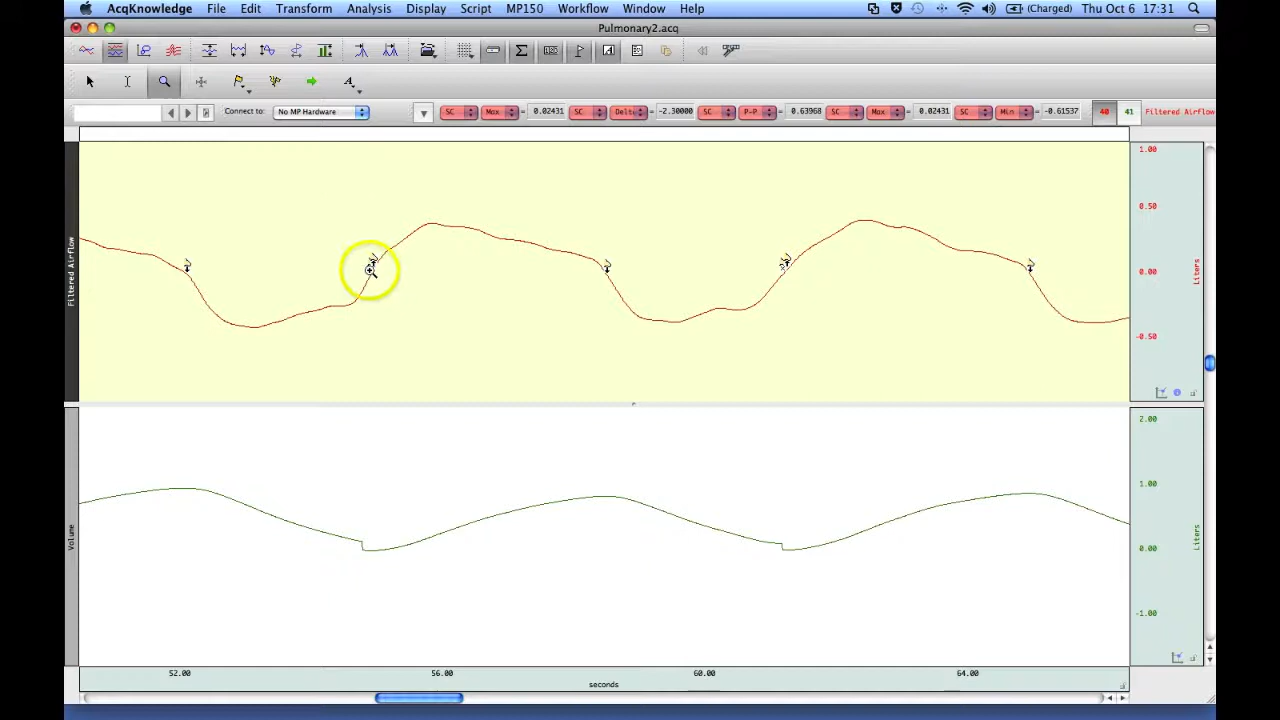 AcqKnowledge File Edit Transform Analysis Display Script MP150 Workflow Window Help (Charged) Thu Oct 6 17:31
Pulmonary2.acq
Connect to: No MP Hardware SC Max = 0.02431 SC Delt = -2.30000 SC P-P = 0.63968 SC Max = 0.02431 SC Min = -0.61537 40 41 Filtered Airflow
Filtered Airflow
1.00
0.50
0.00
-0.50
Liters
Volume
2.00
1.00
0.00
-1.00
Liters
52.00 56.00 60.00 64.00
seconds